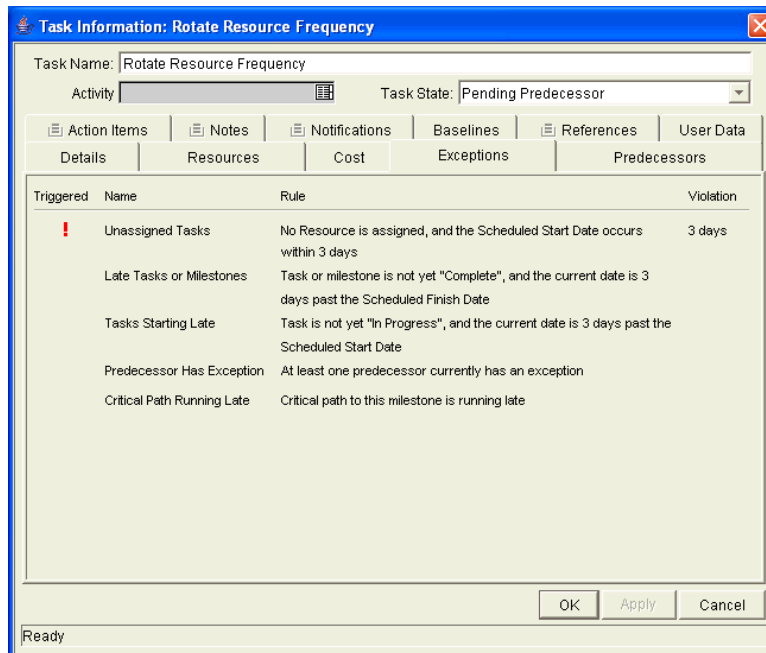 Task Information: Rotate Resource Frequency
Task Name: Rotate Resource Frequency
Activity Task State: Pending Predecessor
Action Items Notes Notifications Baselines References User Data
Details Resources Cost Exceptions Predecessors
Triggered Name Rule Violation
! Unassigned Tasks No Resource is assigned, and the Scheduled Start Date occurs 3 days
within 3 days
Late Tasks or Milestones Task or milestone is not yet "Complete", and the current date is 3
days past the Scheduled Finish Date
Tasks Starting Late Task is not yet "In Progress", and the current date is 3 days past the
Scheduled Start Date
Predecessor Has Exception At least one predecessor currently has an exception
Critical Path Running Late Critical path to this milestone is running late
OK Apply Cancel
Ready